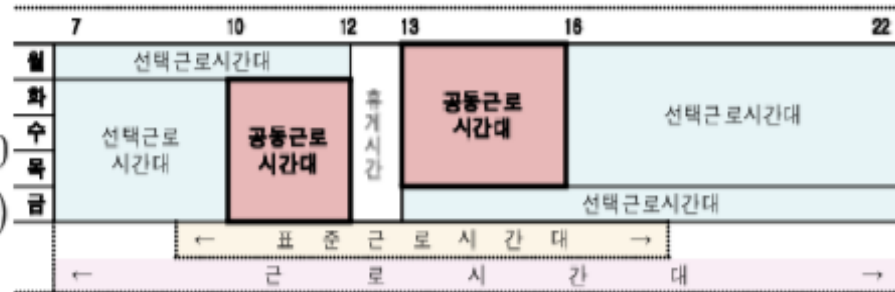 7 10 12 13 16 22
월 선택근로시간대
화
수
목
금
)
)
선택근로
시간대
공동근로
시간대
휴게시간
공동근로
시간대
선택근로시간대
선택근로시간대
← 표 준 근 로 시 간 대 →
← 근 로 시 간 대 →